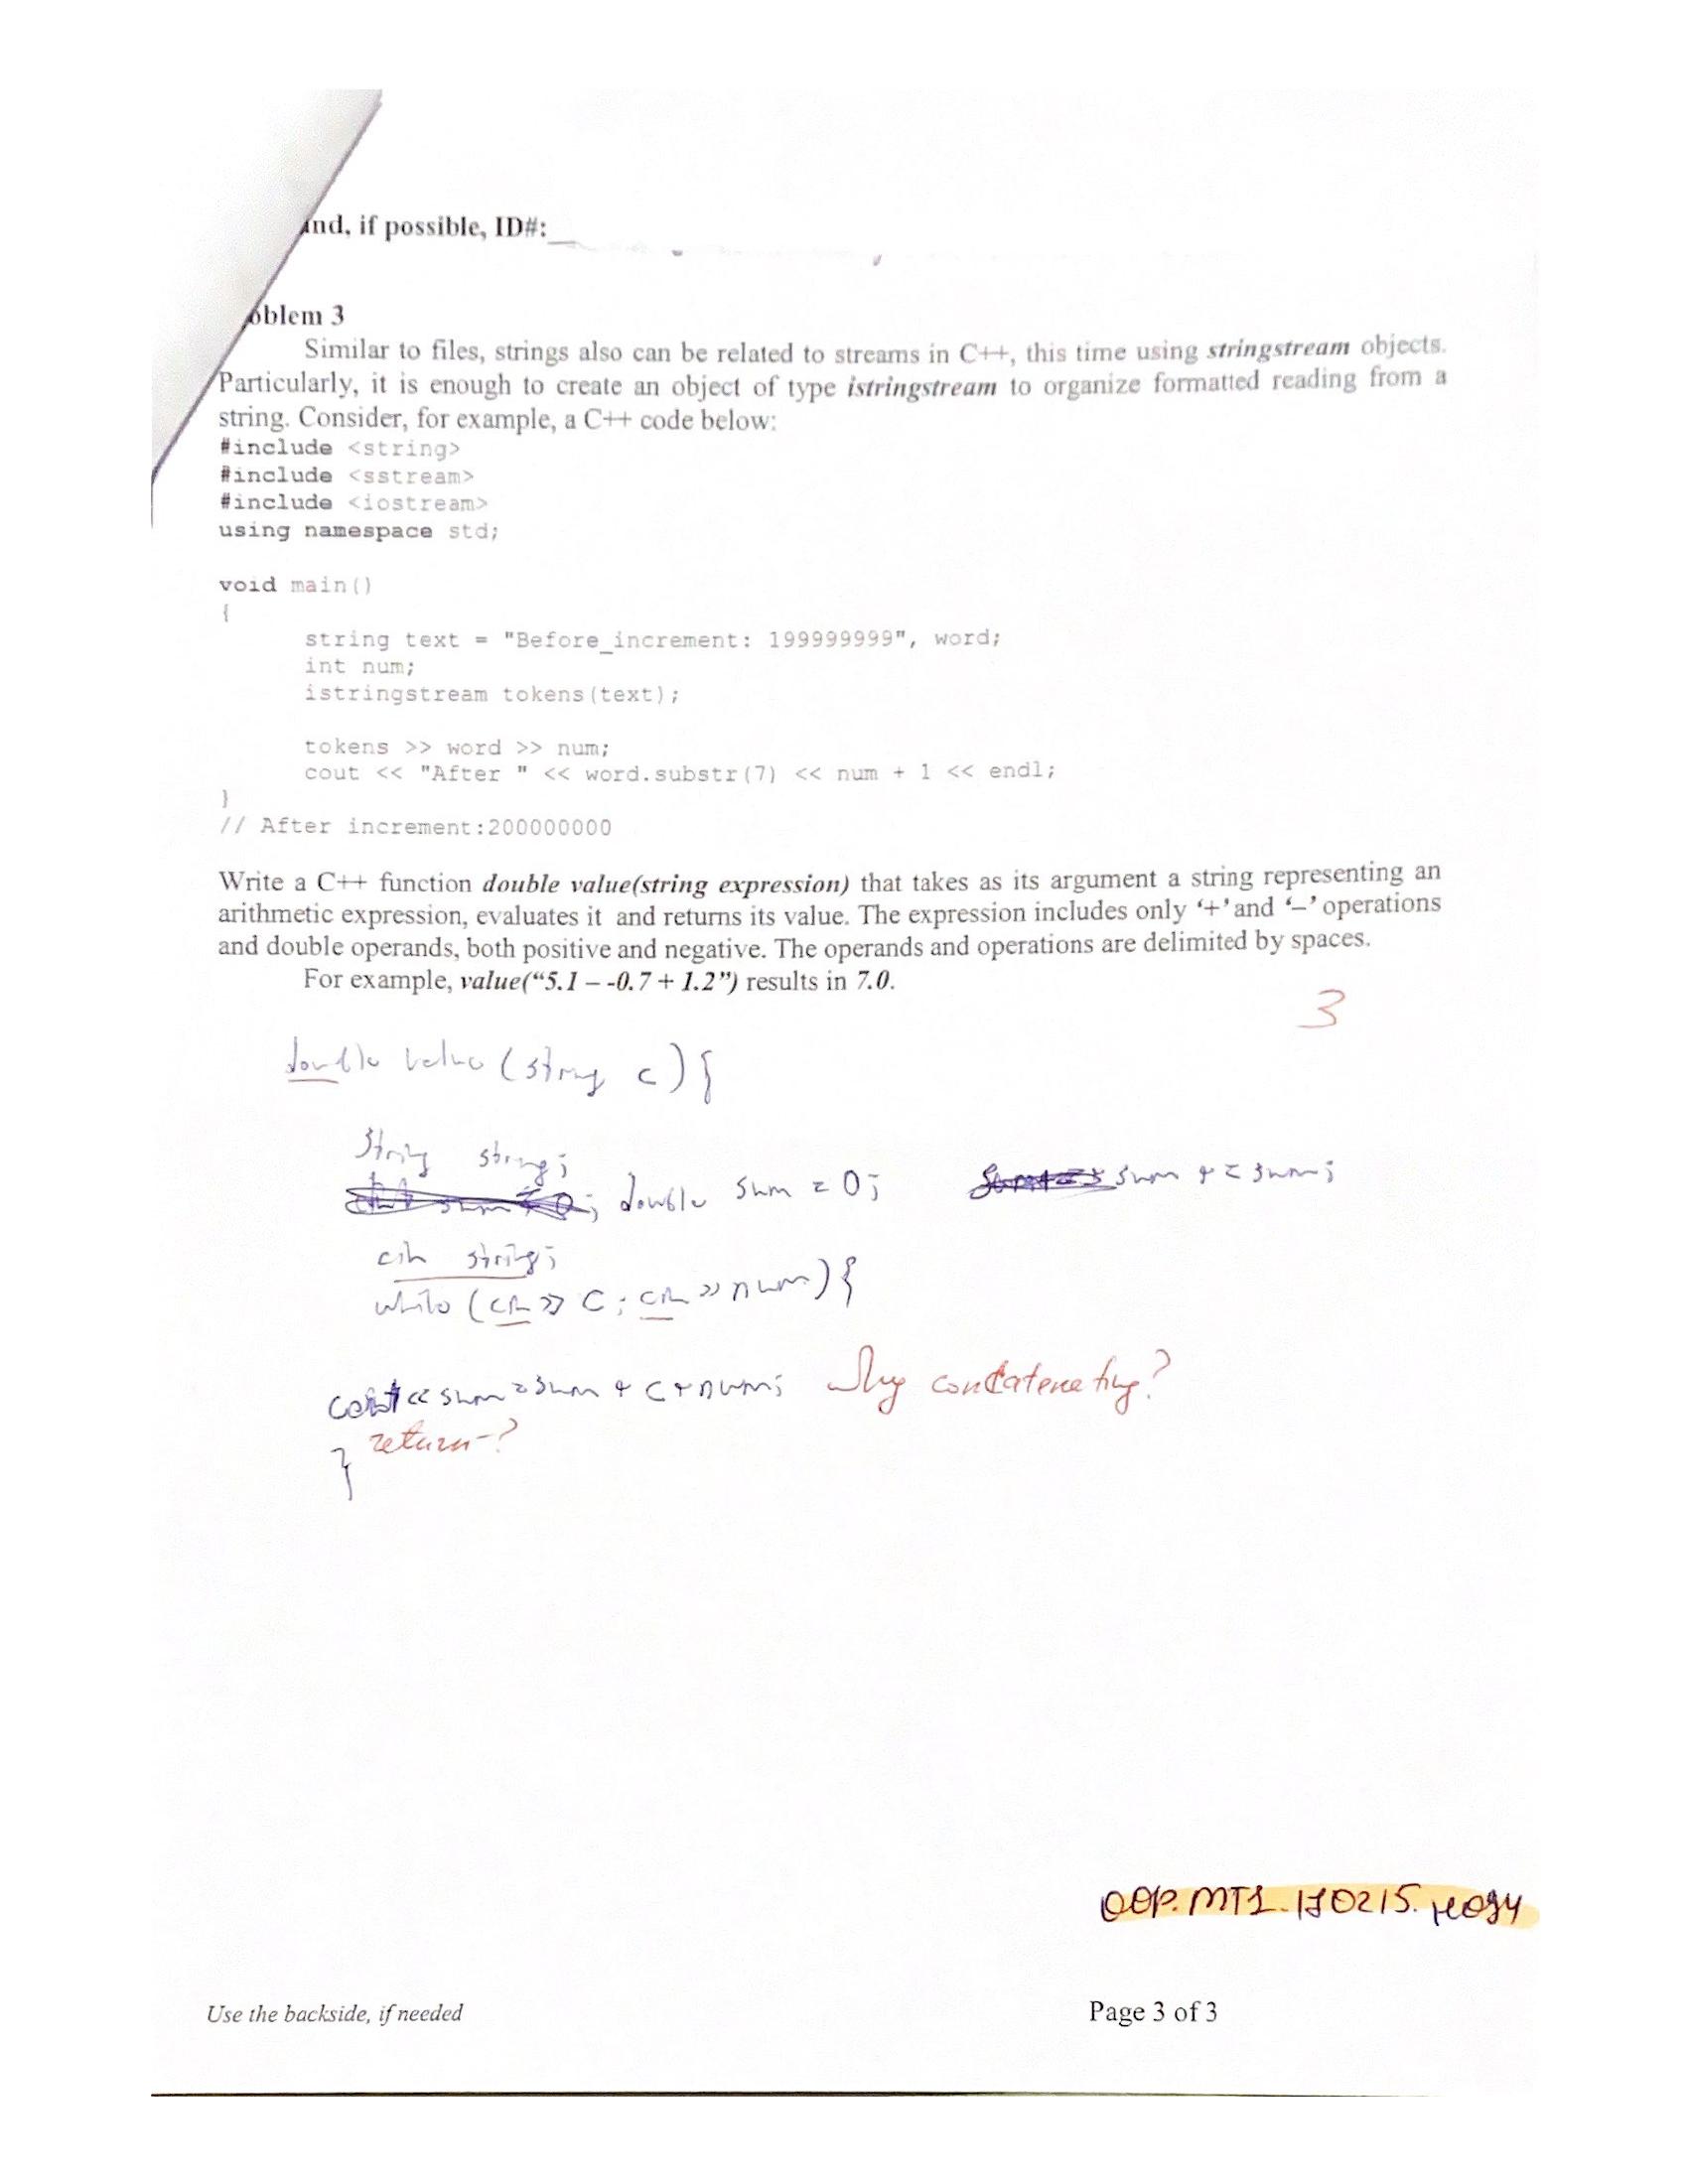 and, if possible, ID#:
oblem 3
Similar to files, strings also can be related to streams in C++, this time using stringstream objects.
Particularly, it is enough to create an object of type istringstream to organize formatted reading from a
string. Consider, for example, a C++ code below:
#include <string>
#include <sstream>
#include <iostream>
using namespace std;
void main()
{
string text = "Before_increment: 199999999", word;
int num;
istringstream tokens(text);
tokens >> word >> num;
cout << "After " << word.substr(7) << num + 1 << endl;
}
// After increment:200000000
Write a C++ function double value(string expression) that takes as its argument a string representing an
arithmetic expression, evaluates it and returns its value. The expression includes only ‘+’ and ‘–’ operations
and double operands, both positive and negative. The operands and operations are delimited by spaces.
For example, value(“5.1 – -0.7 + 1.2”) results in 7.0.
3
double value (string c) {
String string;
; double sum = 0; sum += sum;
cin string;
while (cin >> C; cin >> num) {
cout << sum = sum + c + num; Why concatenating?
return-?
}
OOP.MT1.170215.
Use the backside, if needed
Page 3 of 3